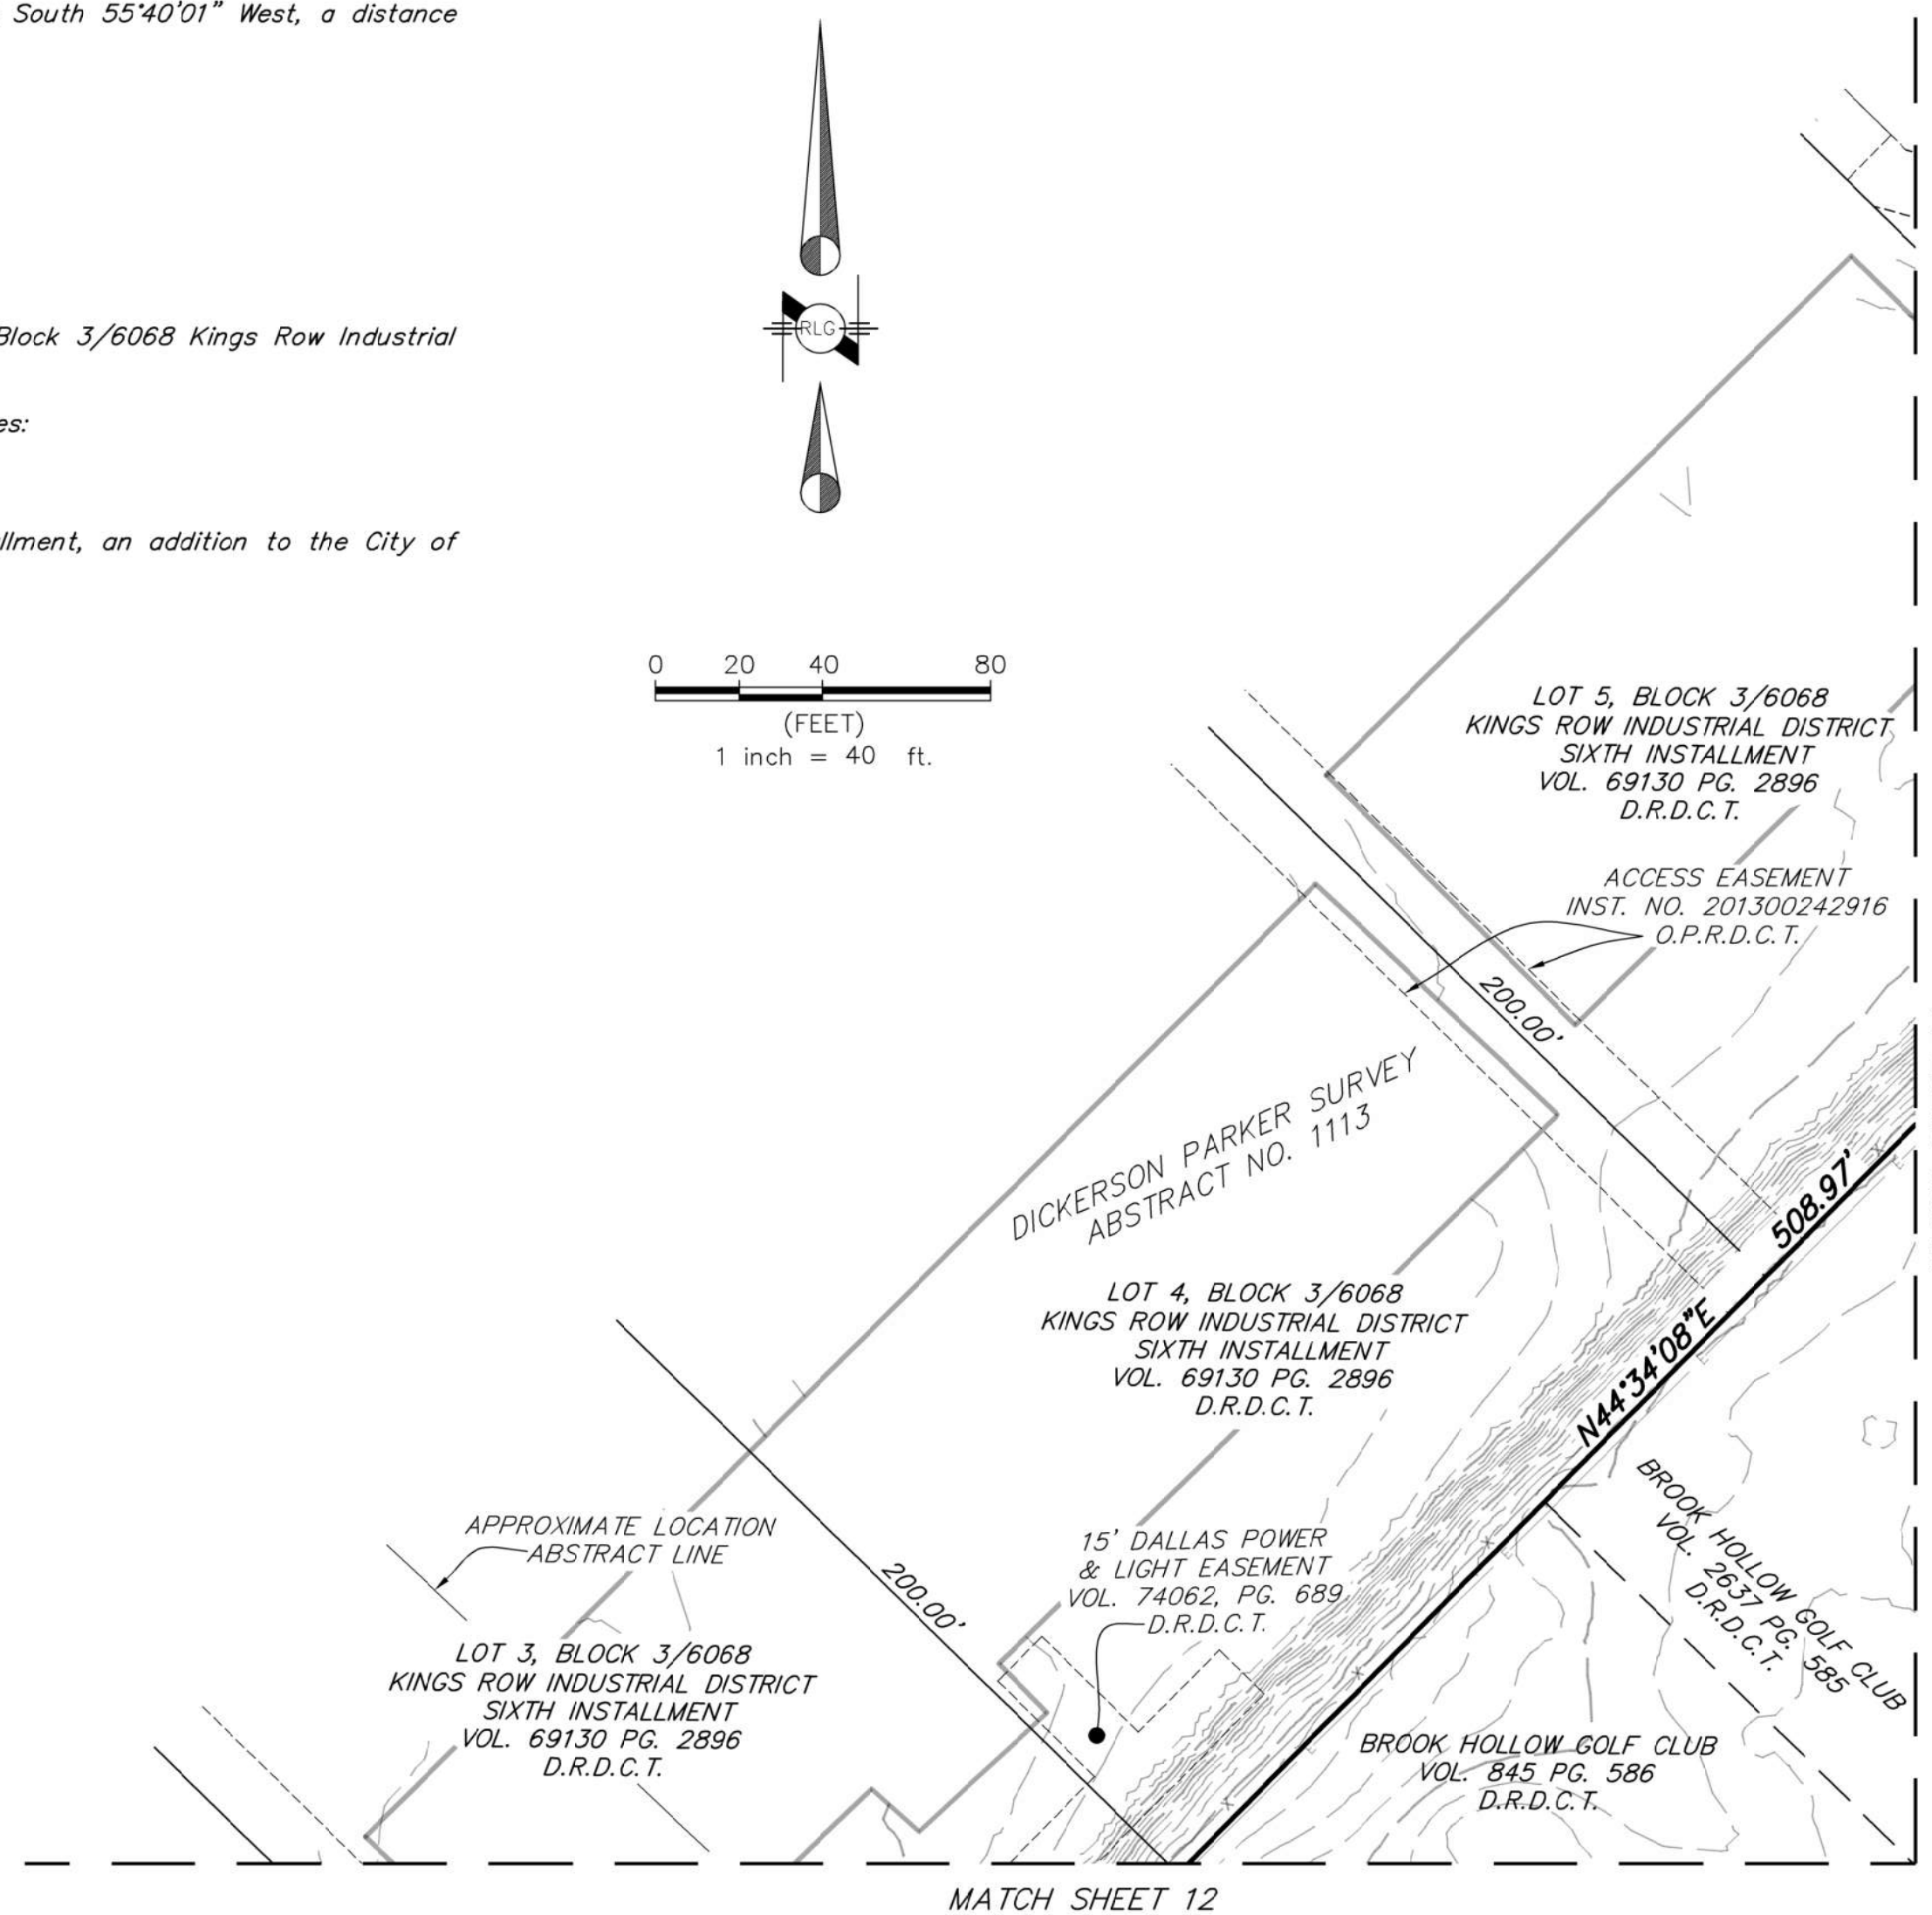 South 55°40'01" West, a distance
Block 3/6068 Kings Row Industrial
es:
llment, an addition to the City of
RLG
0 20 40 80
(FEET)
1 inch = 40 ft.
LOT 5, BLOCK 3/6068
KINGS ROW INDUSTRIAL DISTRICT
SIXTH INSTALLMENT
VOL. 69130 PG. 2896
D.R.D.C.T.
ACCESS EASEMENT
INST. NO. 201300242916
O.P.R.D.C.T.
200.00'
DICKERSON PARKER SURVEY
ABSTRACT NO. 1113
508.97'
N44°34'08"E
LOT 4, BLOCK 3/6068
KINGS ROW INDUSTRIAL DISTRICT
SIXTH INSTALLMENT
VOL. 69130 PG. 2896
D.R.D.C.T.
APPROXIMATE LOCATION
ABSTRACT LINE
200.00'
15' DALLAS POWER
& LIGHT EASEMENT
VOL. 74062, PG. 689
D.R.D.C.T.
BROOK HOLLOW GOLF CLUB
VOL. 2637 PG. 585
D.R.D.C.T.
LOT 3, BLOCK 3/6068
KINGS ROW INDUSTRIAL DISTRICT
SIXTH INSTALLMENT
VOL. 69130 PG. 2896
D.R.D.C.T.
BROOK HOLLOW GOLF CLUB
VOL. 845 PG. 586
D.R.D.C.T.
MATCH SHEET 12